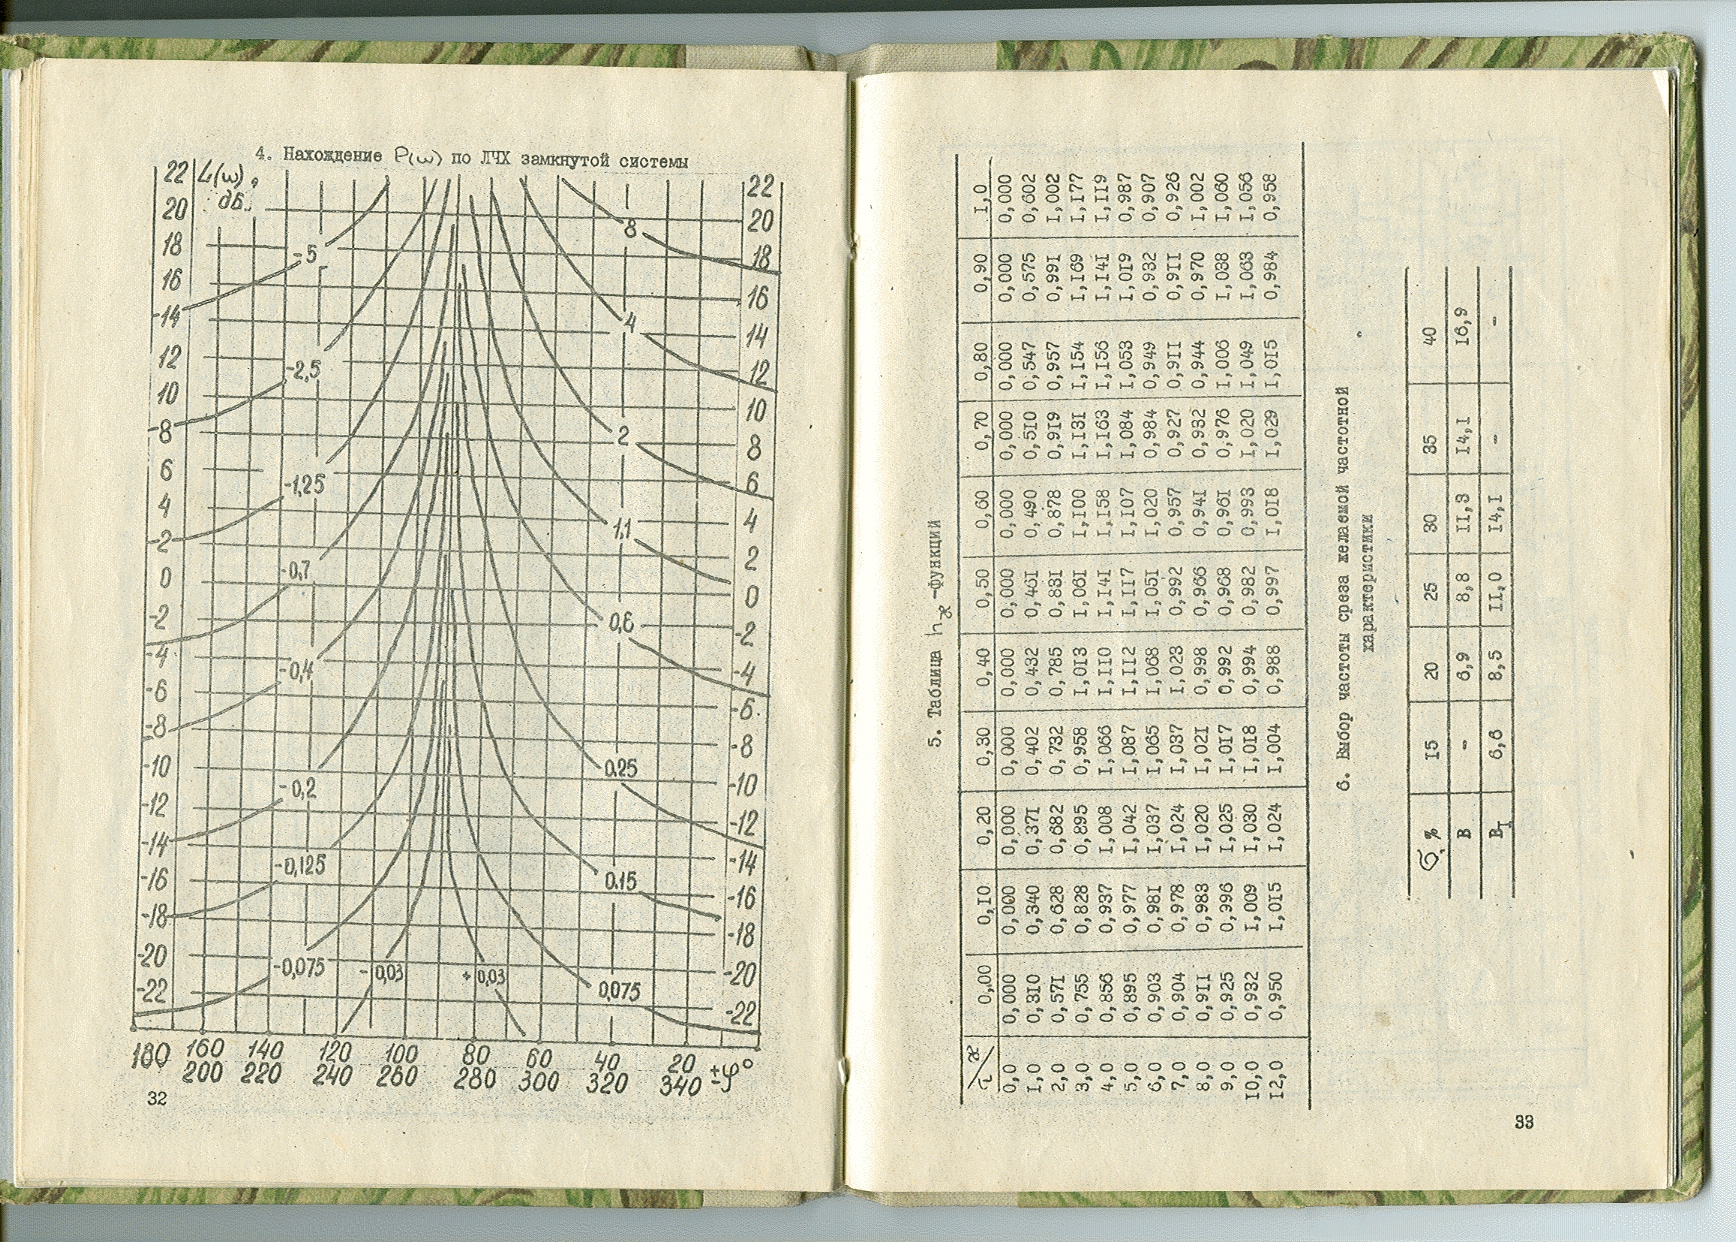 4. Нахождение P(ω) по ЛЧХ замкнутой системы
L(ω),
дБ.
22
20
18
16
14
12
10
8
6
4
2
0
-2
-4
-6
-8
-10
-12
-14
-16
-18
-20
-22
22
20
18
16
14
12
10
8
6
4
2
0
-2
-4
-6
-8
-10
-12
-14
-16
-18
-20
-22
-5
-2,5
-1,25
-0,7
-0,4
-0,2
-0,125
-0,075
-0,03
+0,03
8
4
2
1,1
0,6
0.25
0.15
0,075
180 160 140 120 100 80 60 40 20
200 220 240 260 280 300 320 340 ±φ°
32
5. Таблица hæ -функций
τ/æ 0,00 0,10 0,20 0,30 0,40 0,50 0,60 0,70 0,80 0,90 I,0
0,0 0,000 0,000 0,000 0,000 0,000 0,000 0,000 0,000 0,000 0,000 0,000
I,0 0,310 0,340 0,37I 0,402 0,432 0,46I 0,490 0,510 0,547 0,575 0,602
2,0 0,57I 0,628 0,682 0,732 0,785 0,83I 0,878 0,919 0,957 0,99I I,002
3,0 0,755 0,828 0,895 0,958 I,0I3 I,06I I,I00 I,I3I I,I54 I,I69 I,I77
4,0 0,856 0,937 I,008 I,066 I,II0 I,I4I I,I58 I,I63 I,I56 I,I4I I,II9
5,0 0,895 0,977 I,042 I,087 I,II2 I,II7 I,I07 I,084 I,053 I,0I9 0,987
6,0 0,903 0,98I I,037 I,065 I,068 I,05I I,020 0,984 0,949 0,932 0,907
7,0 0,904 0,978 I,024 I,037 I,023 0,992 0,957 0,927 0,9II 0,9II 0,926
8,0 0,9II 0,983 I,020 I,02I 0,998 0,966 0,94I 0,932 0,944 0,970 I,002
9,0 0,925 0,996 I,025 I,0I7 0,992 0,968 0,96I 0,976 I,006 I,038 I,060
I0,0 0,932 I,009 I,030 I,0I8 0,994 0,982 0,993 I,020 I,049 I,063 I,056
I2,0 0,950 I,0I5 I,024 I,004 0,988 0,997 I,0I8 I,029 I,0I5 0,984 0,958
6. Выбор частоты среза желаемой частотной
характеристики
σ,% I5 20 25 30 35 40
B - 6,9 8,8 II,3 I4,I I6,9
BI 6,6 8,5 II,0 I4,I - -
33